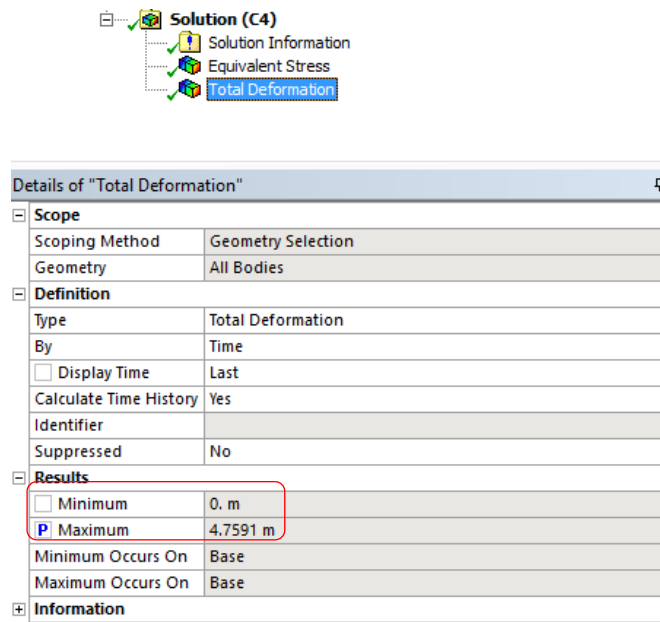 Solution (C4)
Solution Information
Equivalent Stress
Total Deformation
Details of "Total Deformation"
Scope
Scoping Method Geometry Selection
Geometry All Bodies
Definition
Type Total Deformation
By Time
Display Time Last
Calculate Time History Yes
Identifier
Suppressed No
Results
Minimum 0. m
P Maximum 4.7591 m
Minimum Occurs On Base
Maximum Occurs On Base
Information